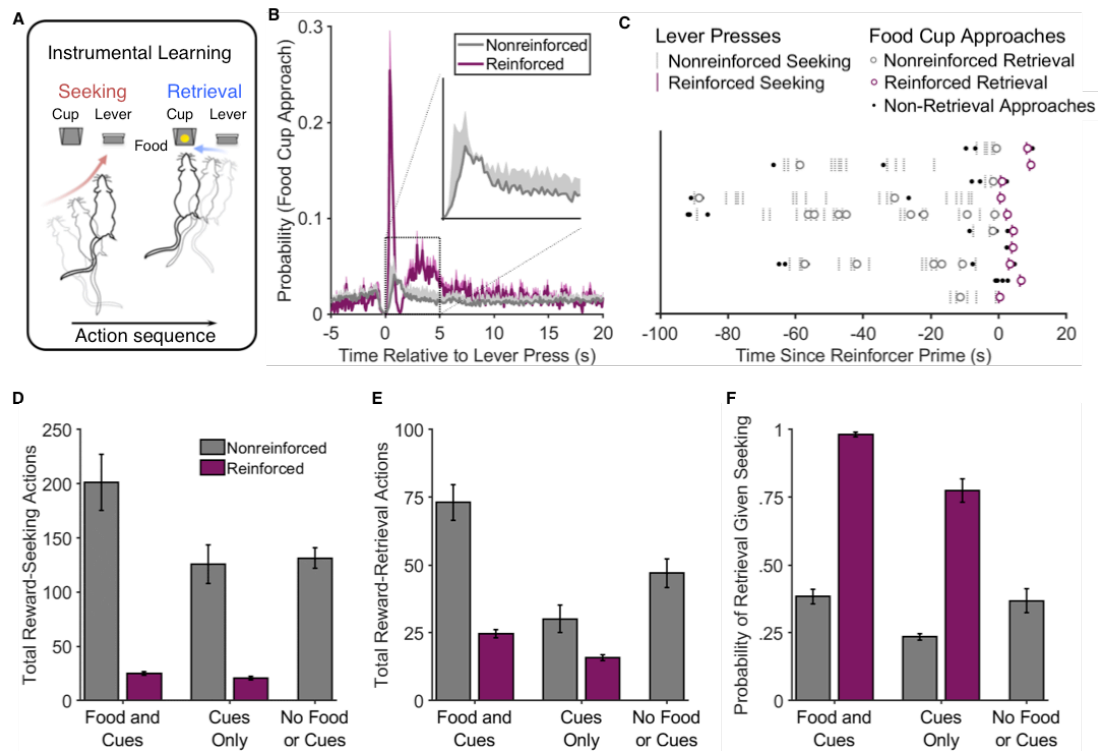 A
Instrumental Learning
Seeking
Retrieval
Cup
Lever
Cup
Lever
Food
Action sequence
B
Probability (Food Cup Approach)
0.3
0.2
0.1
0
-5
0
5
10
15
20
Time Relative to Lever Press (s)
Nonreinforced
Reinforced
C
Lever Presses
Nonreinforced Seeking
Reinforced Seeking
Food Cup Approaches
Nonreinforced Retrieval
Reinforced Retrieval
Non-Retrieval Approaches
-100
-80
-60
-40
-20
0
20
Time Since Reinforcer Prime (s)
D
Total Reward-Seeking Actions
250
200
150
100
50
0
Nonreinforced
Reinforced
Food and
Cues
Cues
Only
No Food
or Cues
E
Total Reward-Retrieval Actions
100
75
50
25
0
Food and
Cues
Cues
Only
No Food
or Cues
F
Probability of Retrieval Given Seeking
1
.75
.50
.25
0
Food and
Cues
Cues
Only
No Food
or Cues